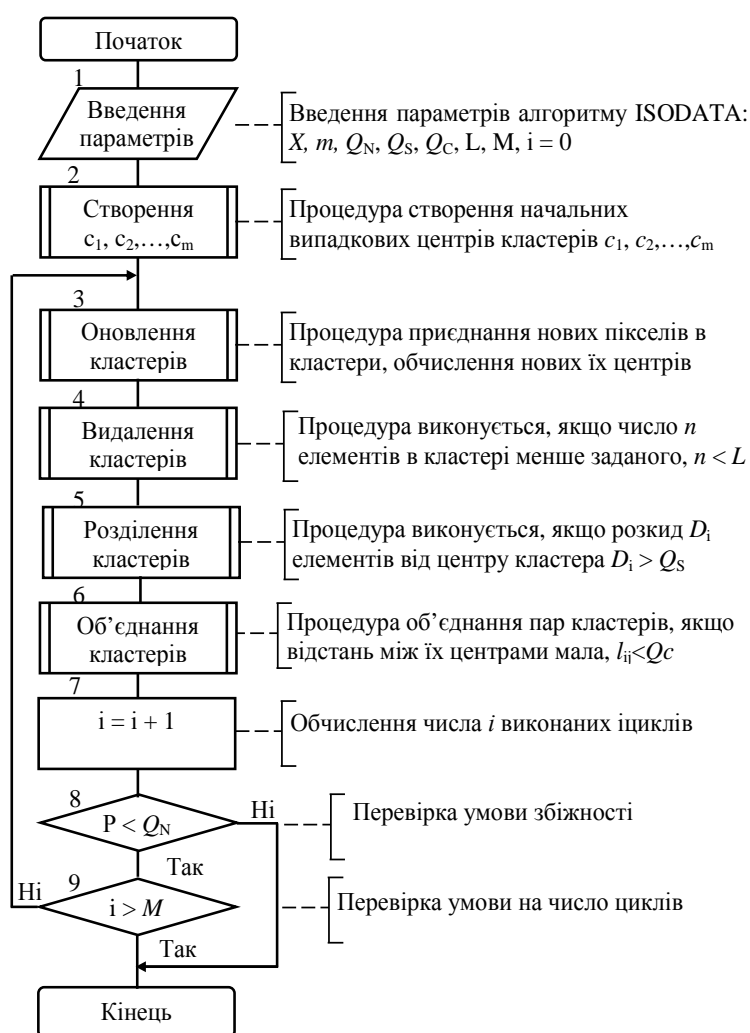 Початок
1
Введення
параметрів
Введення параметрів алгоритму ISODATA:
X, m, QN, QS, QC, L, M, i = 0
2
Створення
c1, c2,…,cm
Процедура створення начальних
випадкових центрів кластерів c1, c2,…,cm
3
Оновлення
кластерів
Процедура приєднання нових пікселів в
кластери, обчислення нових їх центрів
4
Видалення
кластерів
Процедура виконується, якщо число n
елементів в кластері менше заданого, n < L
5
Розділення
кластерів
Процедура виконується, якщо розкид Di
елементів від центру кластера Di > QS
6
Об’єднання
кластерів
Процедура об’єднання пар кластерів, якщо
відстань між їх центрами мала, lij<Qc
7
i = i + 1
Обчислення числа i виконаних іциклів
8
P < QN
Ні
Перевірка умови збіжності
Так
9
Ні
i > M
Перевірка умови на число циклів
Так
Кінець